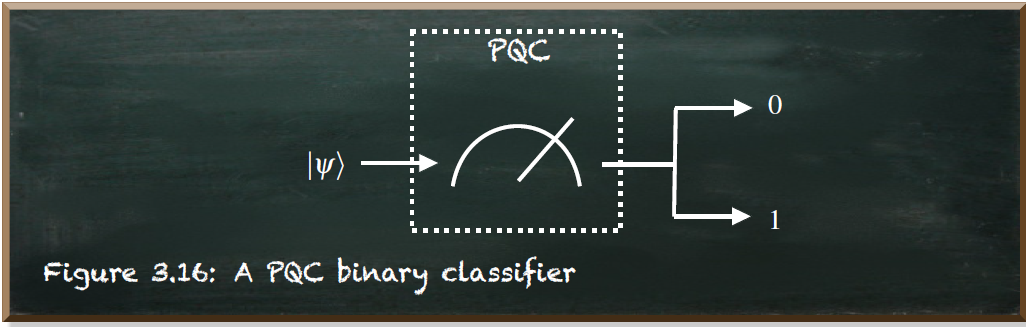 PQC
|ψ⟩
0
1
Figure 3.16: A PQC binary classifier